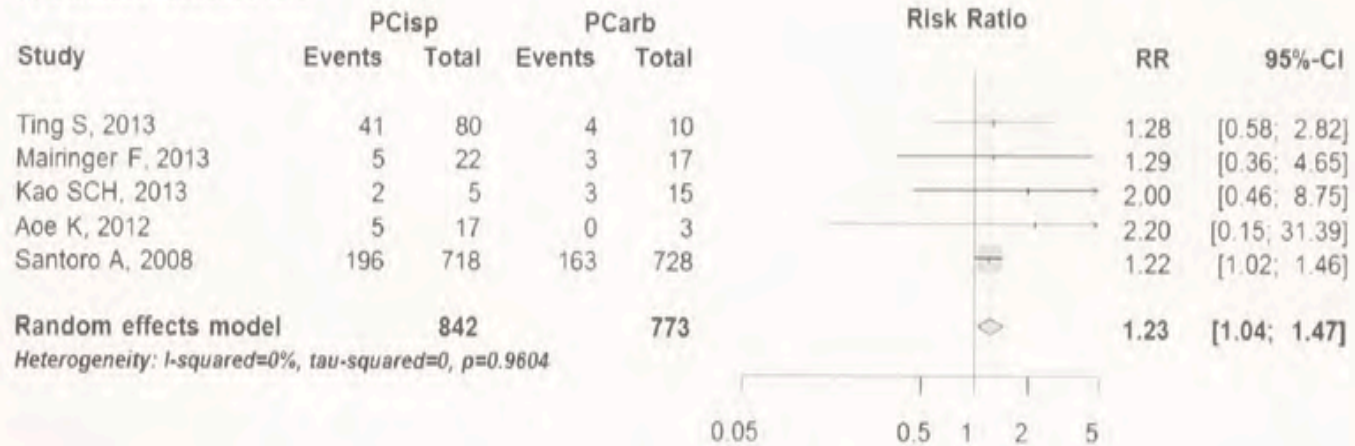 PCisp PCarb Risk Ratio
Study Events Total Events Total RR 95%-CI
Ting S, 2013 41 80 4 10 1.28 [0.58; 2.82]
Mairinger F, 2013 5 22 3 17 1.29 [0.36; 4.65]
Kao SCH, 2013 2 5 3 15 2.00 [0.46; 8.75]
Aoe K, 2012 5 17 0 3 2.20 [0.15; 31.39]
Santoro A, 2008 196 718 163 728 1.22 [1.02; 1.46]
Random effects model 842 773 1.23 [1.04; 1.47]
Heterogeneity: I-squared=0%, tau-squared=0, p=0.9604
0.05 0.5 1 2 5